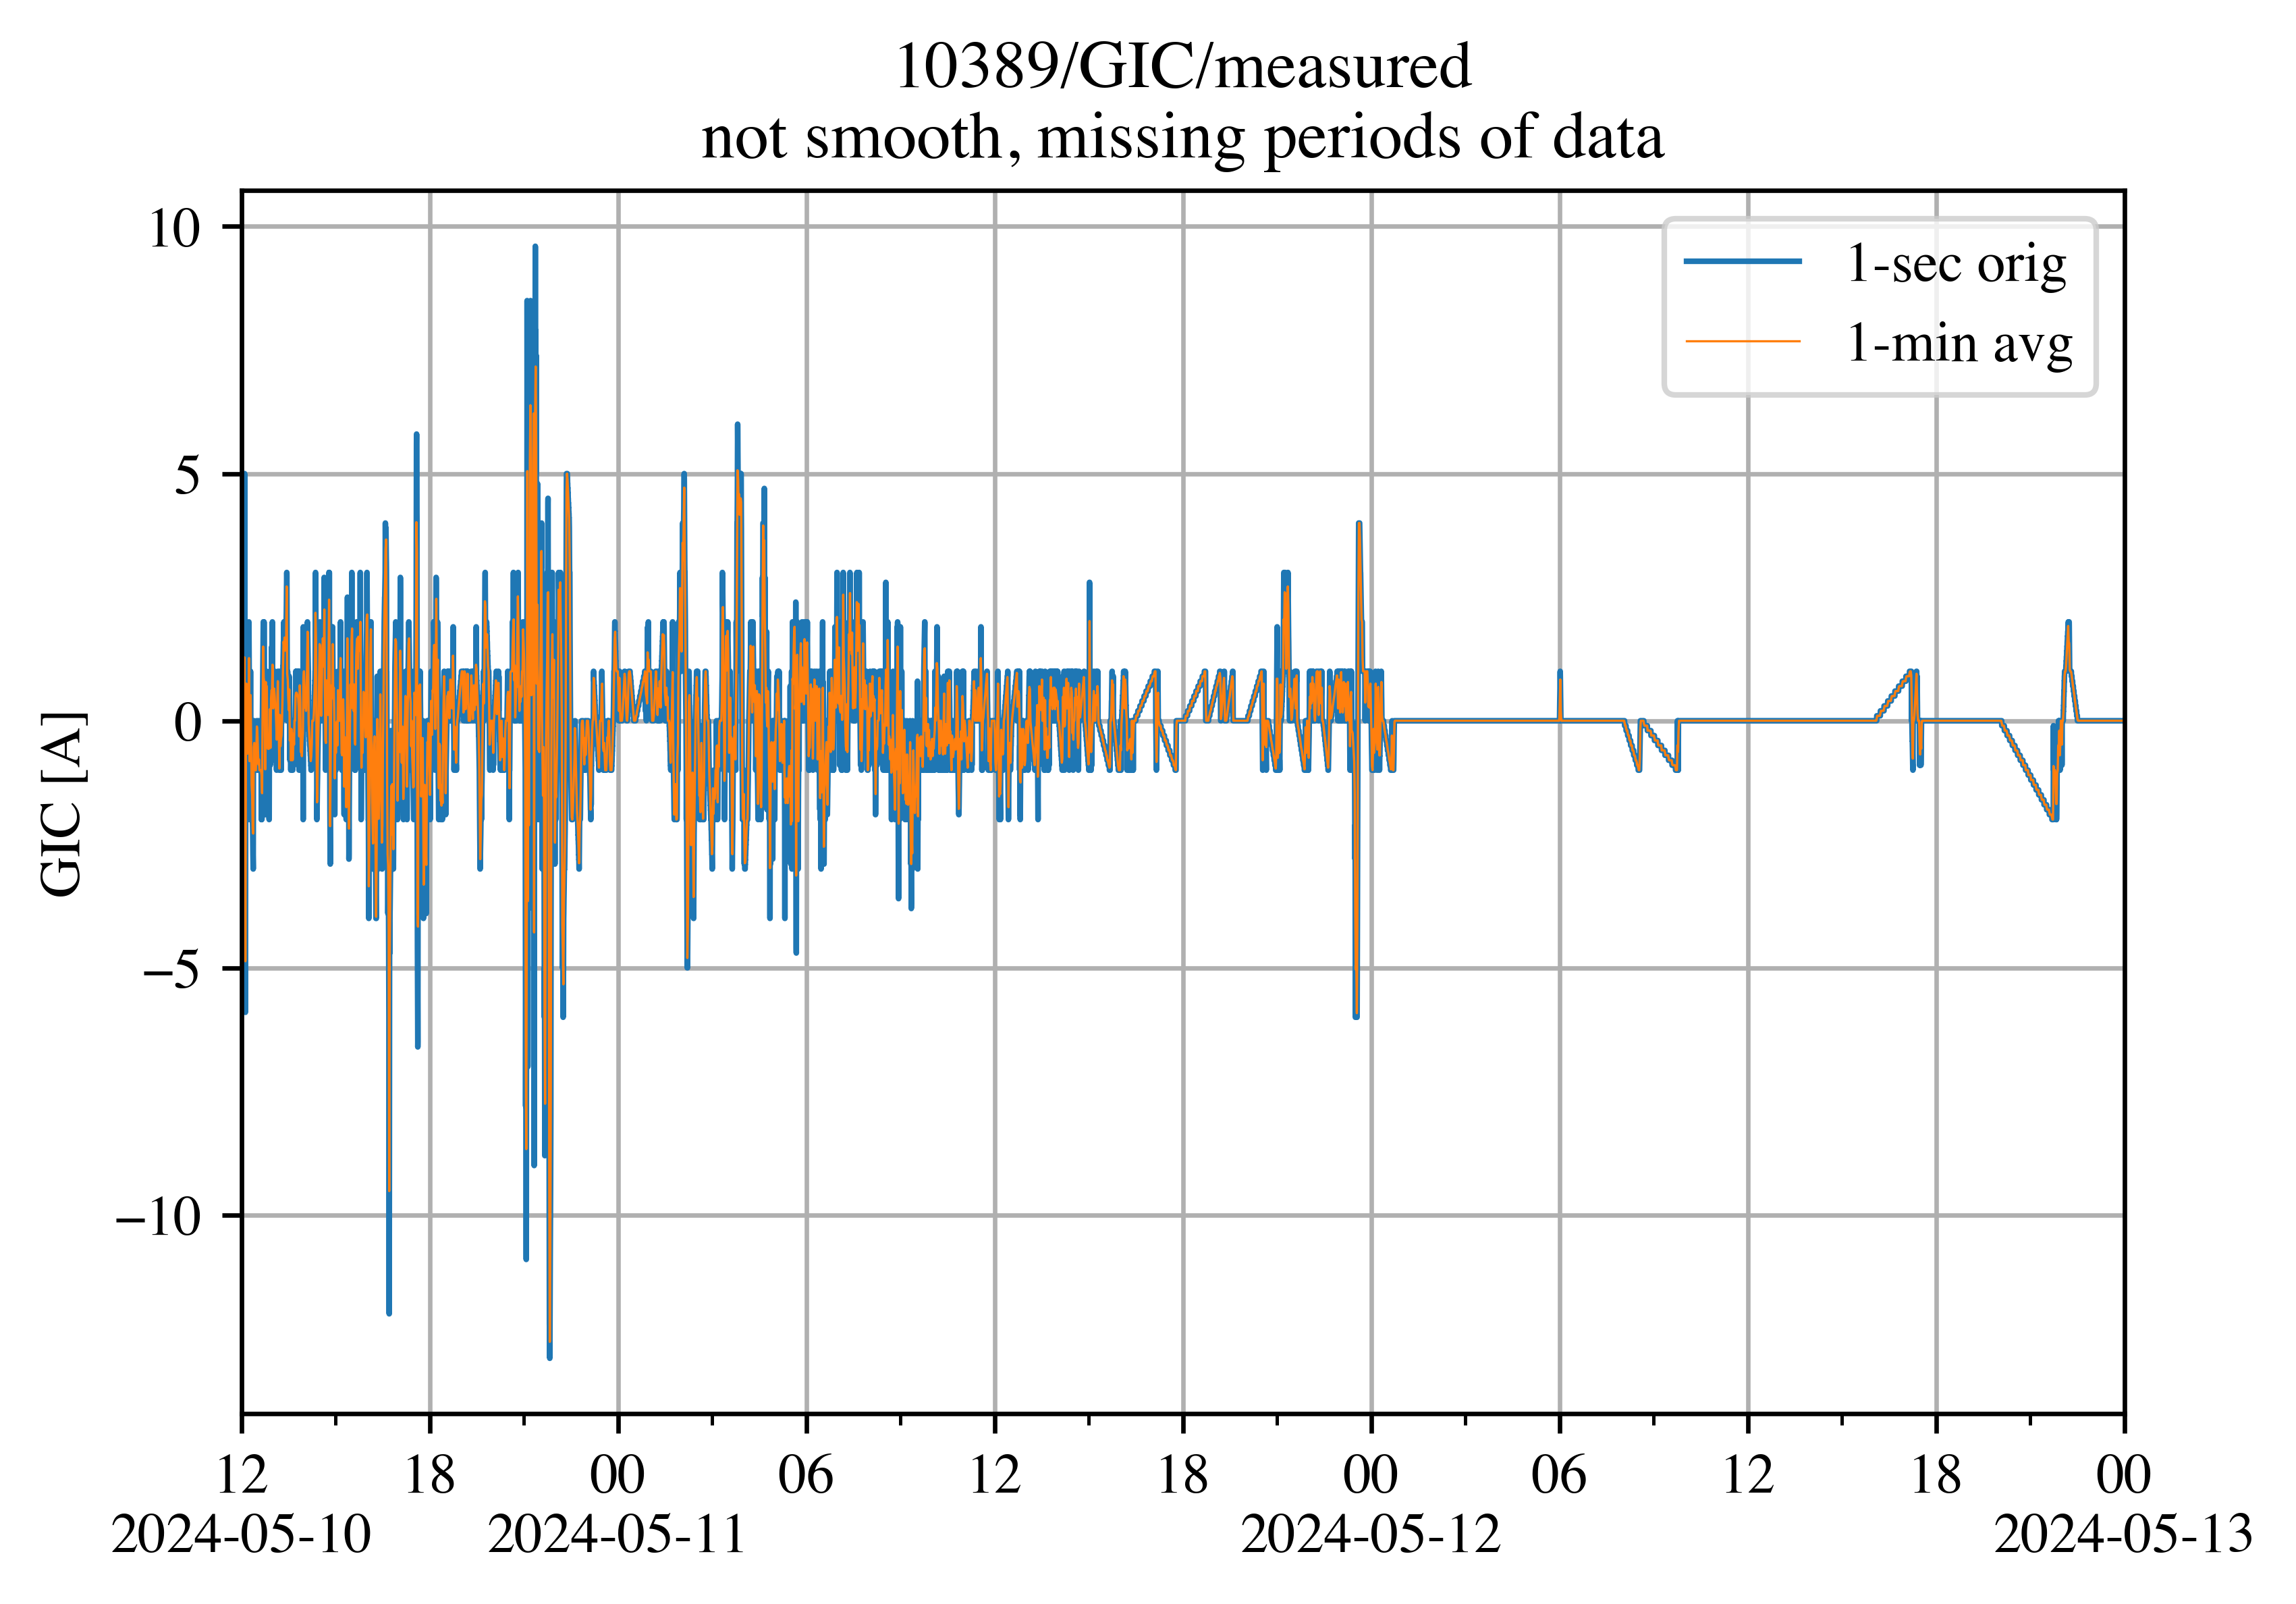 10389/GIC/measured
not smooth, missing periods of data
10
5
0
−5
−10
GIC [A]
1-sec orig
1-min avg
12 18 00 06 12 18 00 06 12 18 00
2024-05-10 2024-05-11 2024-05-12 2024-05-13